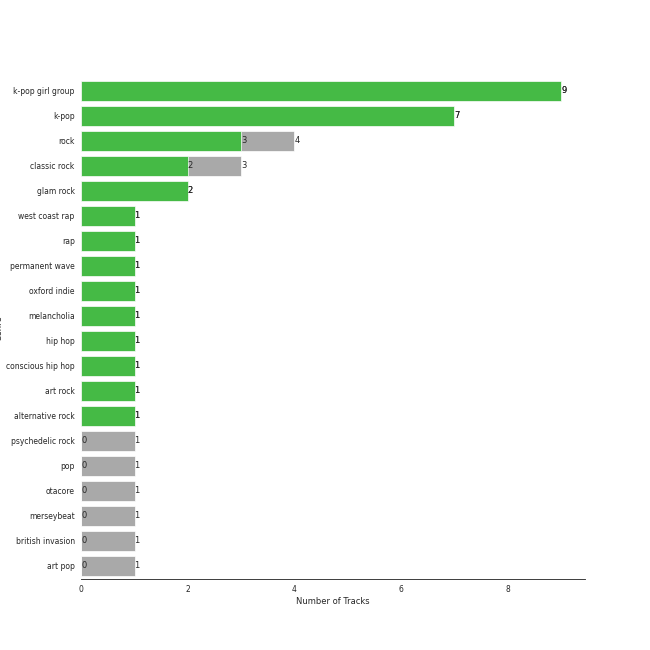 k-pop girl group 9
k-pop 7
rock 3 4
classic rock 2 3
glam rock 2
west coast rap 1
rap 1
permanent wave 1
oxford indie 1
melancholia 1
hip hop 1
conscious hip hop 1
art rock 1
alternative rock 1
psychedelic rock 0 1
pop 0 1
otacore 0 1
merseybeat 0 1
british invasion 0 1
art pop 0 1
0 2 4 6 8
Number of Tracks